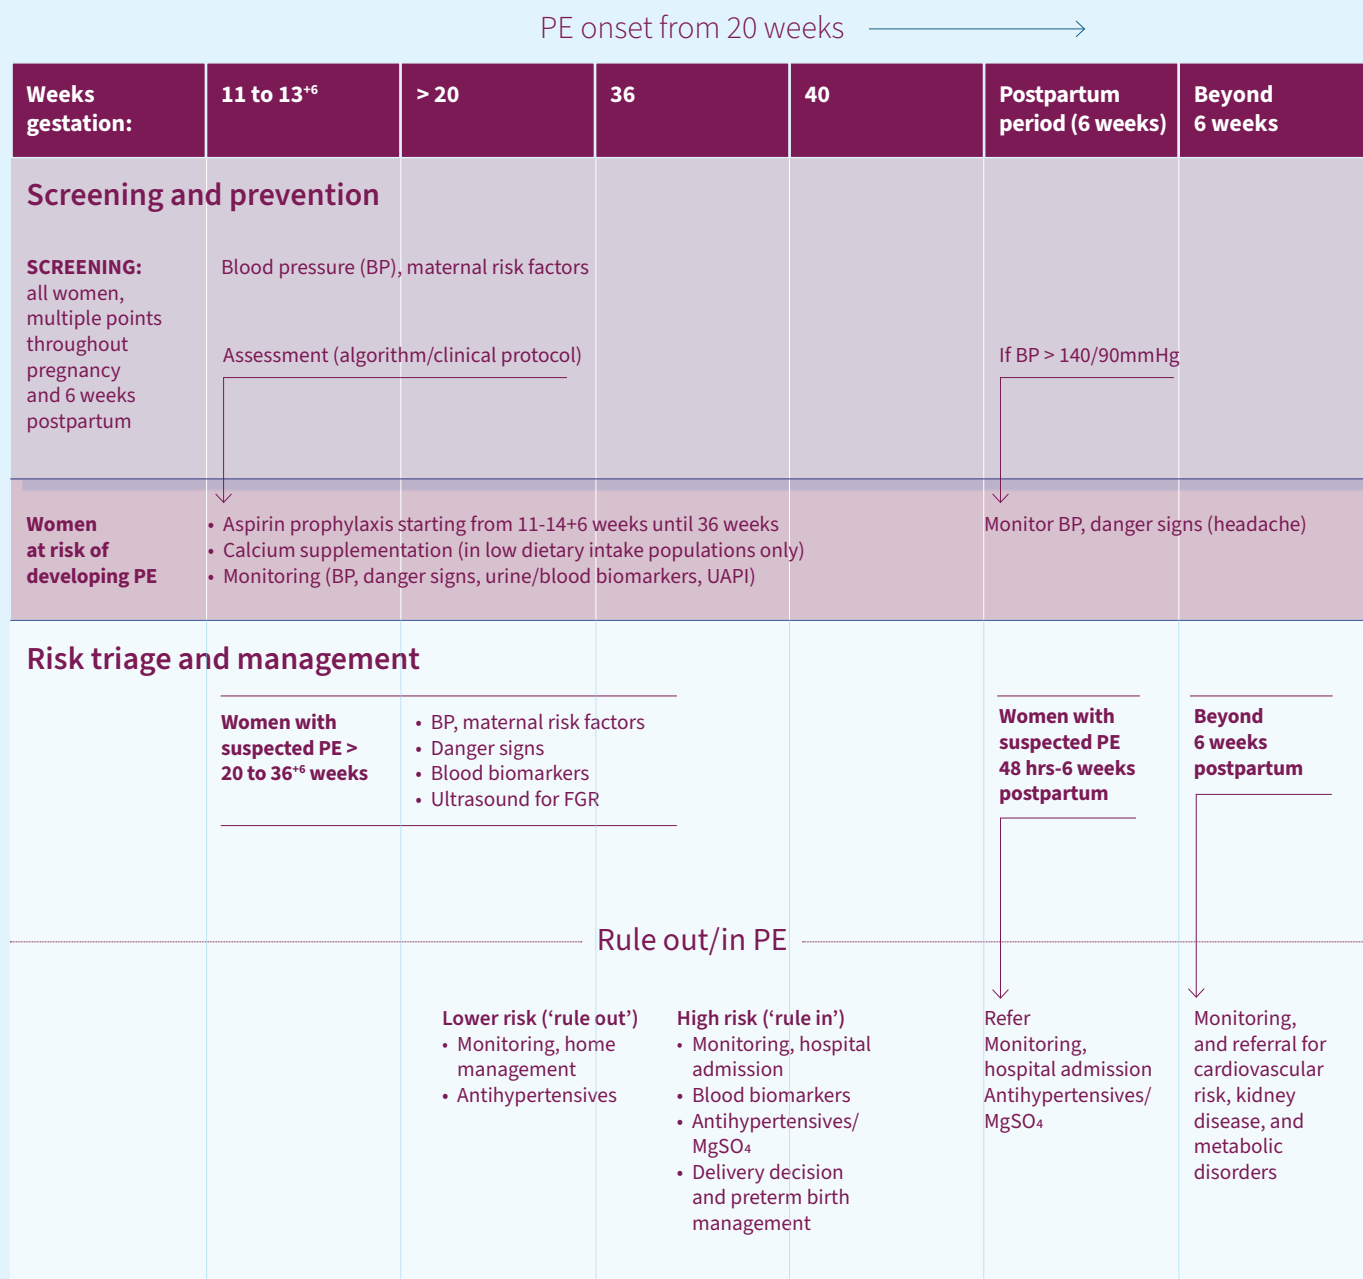 PE onset from 20 weeks
Weeks
gestation:
11 to 13+6
> 20
36
40
Postpartum
period (6 weeks)
Beyond
6 weeks
Screening and prevention
SCREENING:
all women,
multiple points
throughout
pregnancy
and 6 weeks
postpartum
Blood pressure (BP), maternal risk factors
Assessment (algorithm/clinical protocol)
If BP > 140/90mmHg
Women
at risk of
developing PE
• Aspirin prophylaxis starting from 11-14+6 weeks until 36 weeks
• Calcium supplementation (in low dietary intake populations only)
• Monitoring (BP, danger signs, urine/blood biomarkers, UAPI)
Monitor BP, danger signs (headache)
Risk triage and management
Women with
suspected PE >
20 to 36+6 weeks
• BP, maternal risk factors
• Danger signs
• Blood biomarkers
• Ultrasound for FGR
Women with
suspected PE
48 hrs-6 weeks
postpartum
Beyond
6 weeks
postpartum
Rule out/in PE
Lower risk (‘rule out’)
• Monitoring, home
management
• Antihypertensives
High risk (‘rule in’)
• Monitoring, hospital
admission
• Blood biomarkers
• Antihypertensives/
MgSO₄
• Delivery decision
and preterm birth
management
Refer
Monitoring,
hospital admission
Antihypertensives/
MgSO₄
Monitoring,
and referral for
cardiovascular
risk, kidney
disease, and
metabolic
disorders